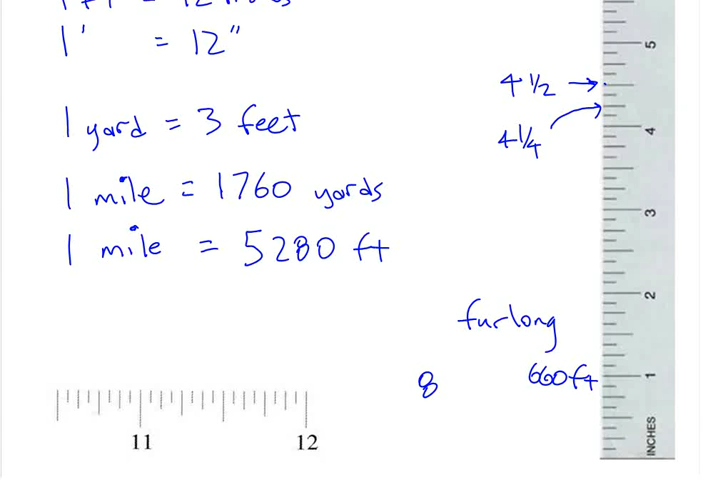 1' = 12"
1 yard = 3 feet
1 mile = 1760 yards
1 mile = 5280 ft
4 1/2
4 1/4
furlong
8 660 ft
11 12
5
4
3
2
1
INCHES